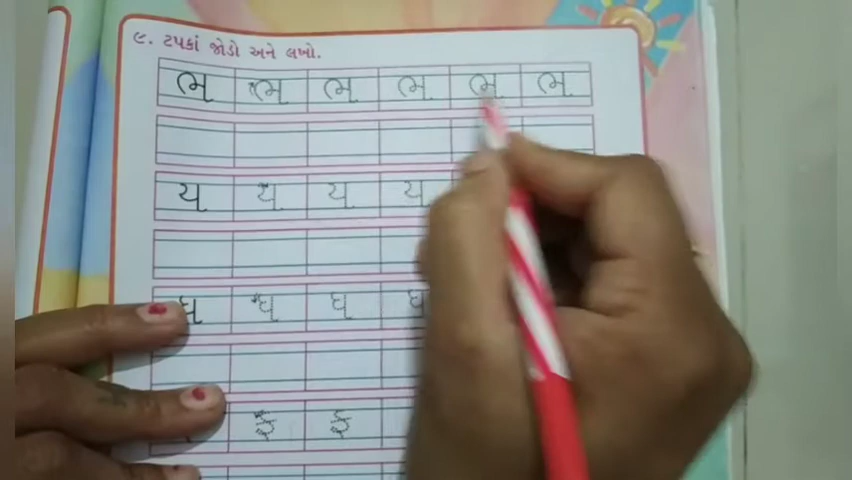 ૯. ટપકાં જોડો અને લખો.
ભ ભ ભ ભ ભ ભ
ય ય ય ય
ઘ ઘ ઘ ઘ
ફ ફ